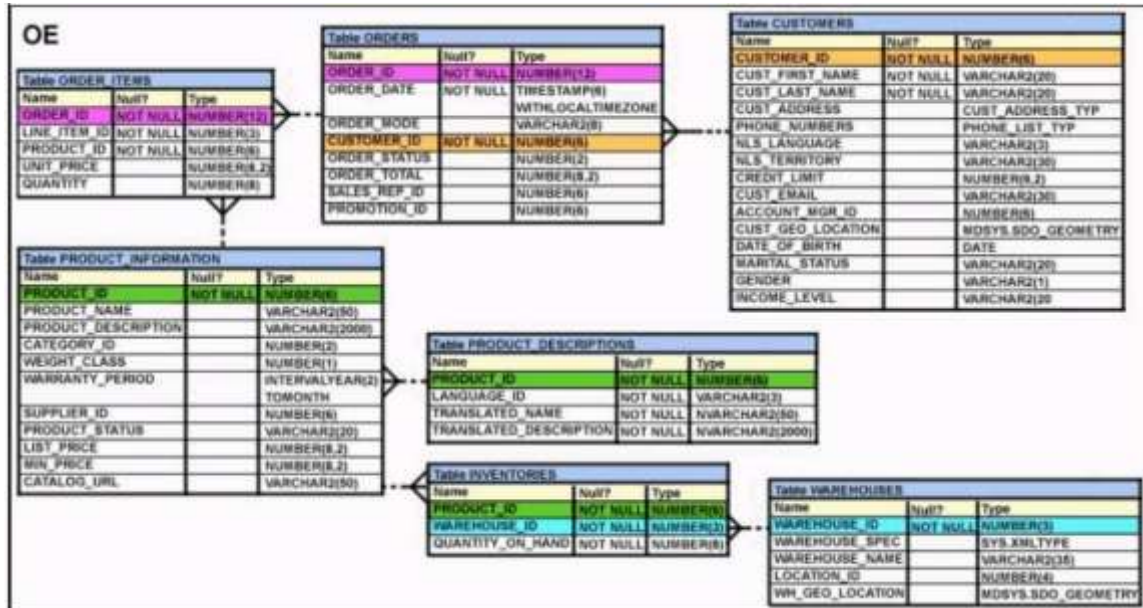 OE
Table ORDER_ITEMS
Name Null? Type
ORDER_ID NOT NULL NUMBER(12)
LINE_ITEM_ID NOT NULL NUMBER(3)
PRODUCT_ID NOT NULL NUMBER(6)
UNIT_PRICE NUMBER(8,2)
QUANTITY NUMBER(8)
Table ORDERS
Name Null? Type
ORDER_ID NOT NULL NUMBER(12)
ORDER_DATE NOT NULL TIMESTAMP(6)
WITHLOCALTIMEZONE
ORDER_MODE VARCHAR2(8)
CUSTOMER_ID NOT NULL NUMBER(6)
ORDER_STATUS NUMBER(2)
ORDER_TOTAL NUMBER(8,2)
SALES_REP_ID NUMBER(6)
PROMOTION_ID NUMBER(6)
Table CUSTOMERS
Name Null? Type
CUSTOMER_ID NOT NULL NUMBER(6)
CUST_FIRST_NAME NOT NULL VARCHAR2(20)
CUST_LAST_NAME NOT NULL VARCHAR2(20)
CUST_ADDRESS CUST_ADDRESS_TYP
PHONE_NUMBERS PHONE_LIST_TYP
NLS_LANGUAGE VARCHAR2(3)
NLS_TERRITORY VARCHAR2(30)
CREDIT_LIMIT NUMBER(9,2)
CUST_EMAIL VARCHAR2(30)
ACCOUNT_MGR_ID NUMBER(6)
CUST_GEO_LOCATION MDSYS.SDO_GEOMETRY
DATE_OF_BIRTH DATE
MARITAL_STATUS VARCHAR2(20)
GENDER VARCHAR2(1)
INCOME_LEVEL VARCHAR2(20
Table PRODUCT_INFORMATION
Name Null? Type
PRODUCT_ID NOT NULL NUMBER(6)
PRODUCT_NAME VARCHAR2(50)
PRODUCT_DESCRIPTION VARCHAR2(2000)
CATEGORY_ID NUMBER(2)
WEIGHT_CLASS NUMBER(1)
WARRANTY_PERIOD INTERVALYEAR(2)
TOMONTH
SUPPLIER_ID NUMBER(6)
PRODUCT_STATUS VARCHAR2(20)
LIST_PRICE NUMBER(8,2)
MIN_PRICE NUMBER(8,2)
CATALOG_URL VARCHAR2(50)
Table PRODUCT_DESCRIPTIONS
Name Null? Type
PRODUCT_ID NOT NULL NUMBER(6)
LANGUAGE_ID NOT NULL VARCHAR2(3)
TRANSLATED_NAME NOT NULL NVARCHAR2(50)
TRANSLATED_DESCRIPTION NOT NULL NVARCHAR2(2000)
Table INVENTORIES
Name Null? Type
PRODUCT_ID NOT NULL NUMBER(6)
WAREHOUSE_ID NOT NULL NUMBER(3)
QUANTITY_ON_HAND NOT NULL NUMBER(8)
Table WAREHOUSES
Name Null? Type
WAREHOUSE_ID NOT NULL NUMBER(3)
WAREHOUSE_SPEC SYS.XMLTYPE
WAREHOUSE_NAME VARCHAR2(35)
LOCATION_ID NUMBER(4)
WH_GEO_LOCATION MDSYS.SDO_GEOMETRY